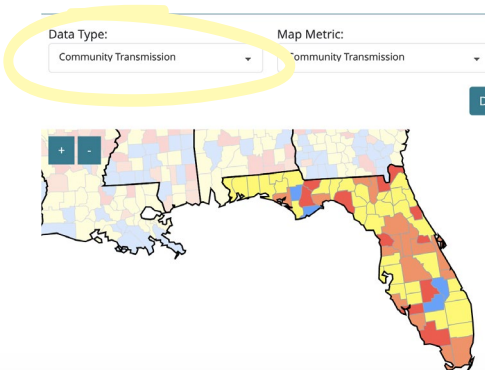 Data Type:
Map Metric:
Community Transmission
Community Transmission
D
+
-